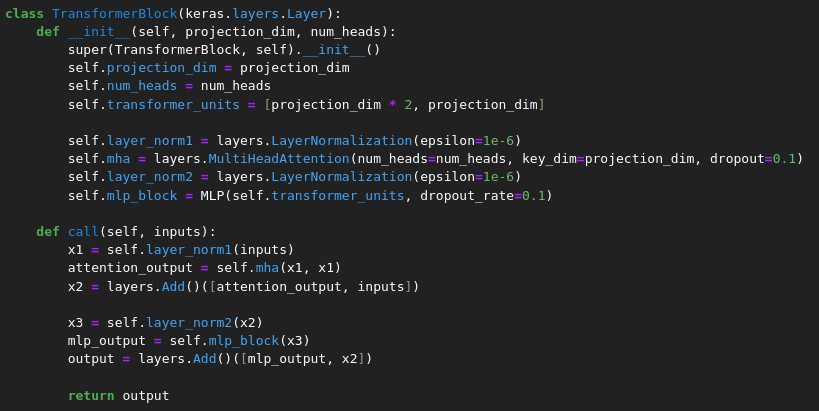 class TransformerBlock(keras.layers.Layer):
    def __init__(self, projection_dim, num_heads):
        super(TransformerBlock, self).__init__()
        self.projection_dim = projection_dim
        self.num_heads = num_heads
        self.transformer_units = [projection_dim * 2, projection_dim]

        self.layer_norm1 = layers.LayerNormalization(epsilon=1e-6)
        self.mha = layers.MultiHeadAttention(num_heads=num_heads, key_dim=projection_dim, dropout=0.1)
        self.layer_norm2 = layers.LayerNormalization(epsilon=1e-6)
        self.mlp_block = MLP(self.transformer_units, dropout_rate=0.1)

    def call(self, inputs):
        x1 = self.layer_norm1(inputs)
        attention_output = self.mha(x1, x1)
        x2 = layers.Add()([attention_output, inputs])

        x3 = self.layer_norm2(x2)
        mlp_output = self.mlp_block(x3)
        output = layers.Add()([mlp_output, x2])

        return output